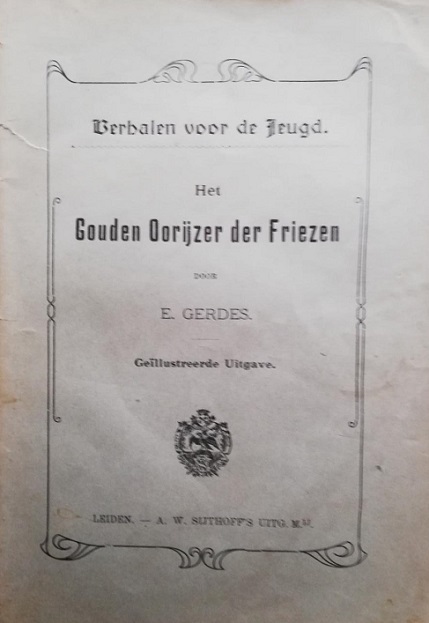 Verhalen voor de Jeugd.
Het
Gouden Oorijzer der Friezen
DOOR
E. GERDES.
Geïllustreerde Uitgave.
LEIDEN. — A. W. SIJTHOFF'S UITG. Mij.